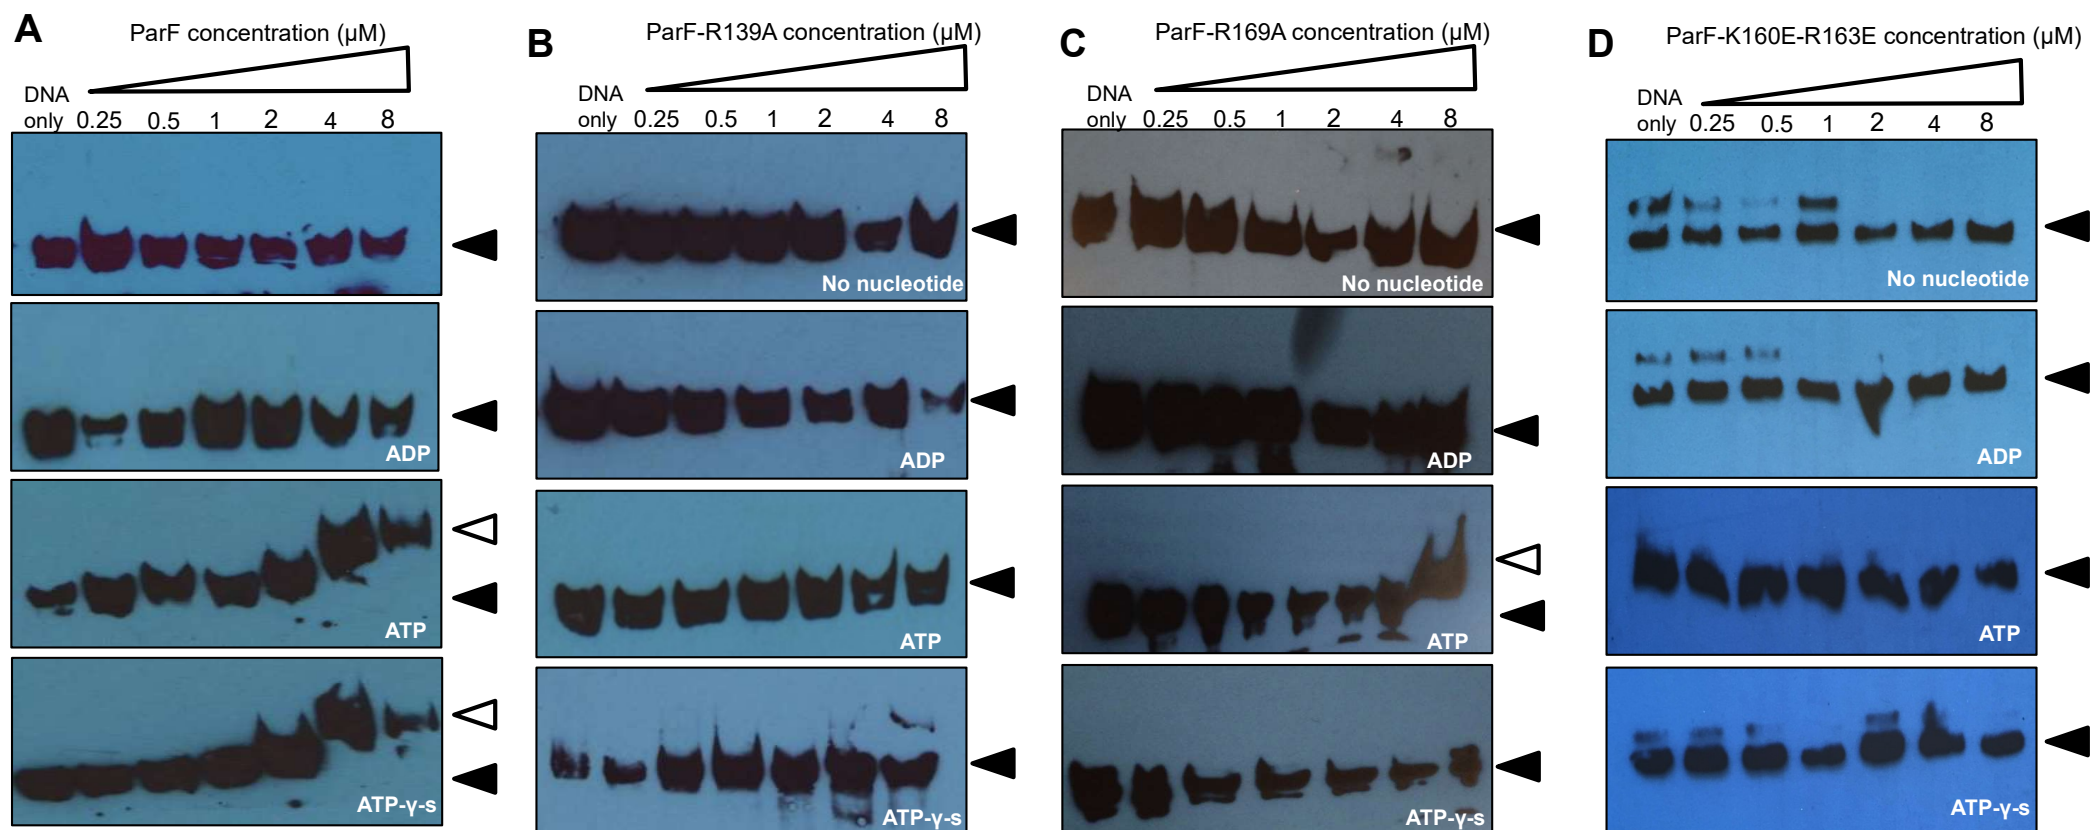 A
ParF concentration (μM)
DNA
only 0.25 0.5 1 2 4 8
ADP
ATP
ATP-γ-s
B
ParF-R139A concentration (μM)
DNA
only 0.25 0.5 1 2 4 8
No nucleotide
ADP
ATP
ATP-γ-s
C
ParF-R169A concentration (μM)
DNA
only 0.25 0.5 1 2 4 8
No nucleotide
ADP
ATP
ATP-γ-s
D
ParF-K160E-R163E concentration (μM)
DNA
only 0.25 0.5 1 2 4 8
No nucleotide
ADP
ATP
ATP-γ-s